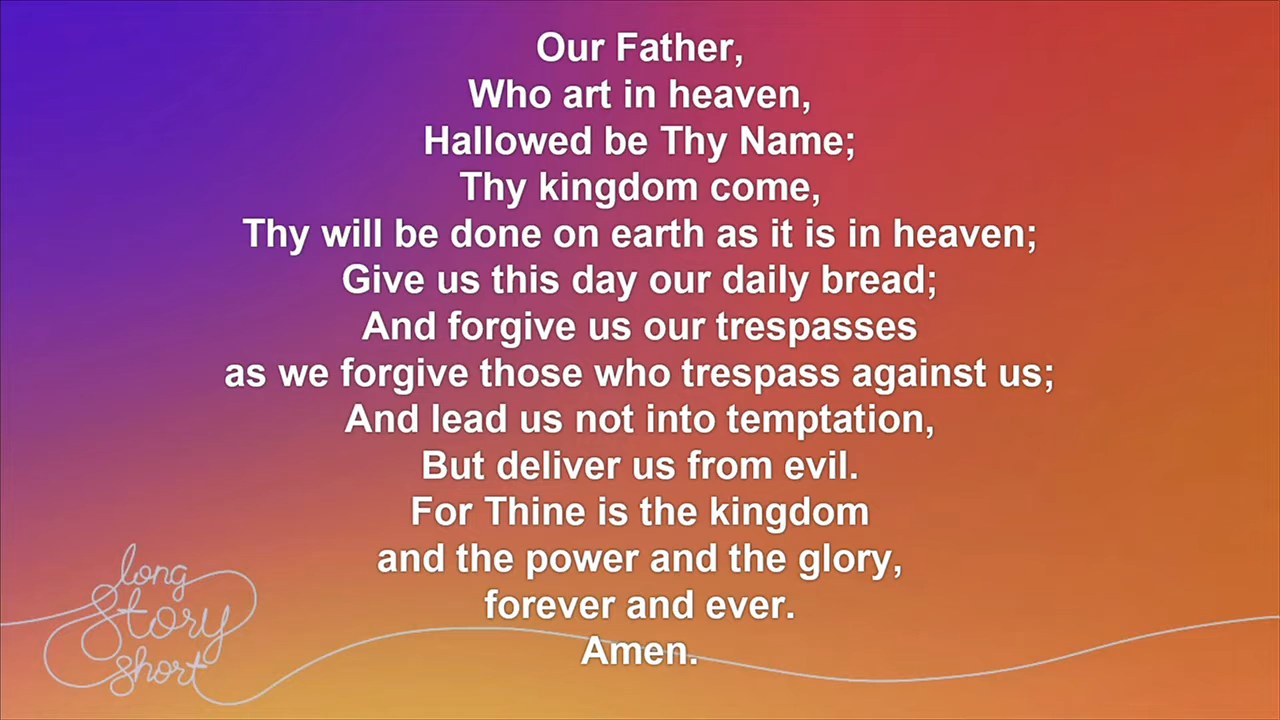 Our Father,
Who art in heaven,
Hallowed be Thy Name;
Thy kingdom come,
Thy will be done on earth as it is in heaven;
Give us this day our daily bread;
And forgive us our trespasses
as we forgive those who trespass against us;
And lead us not into temptation,
But deliver us from evil.
For Thine is the kingdom
and the power and the glory,
forever and ever.
Amen.
long
story
short